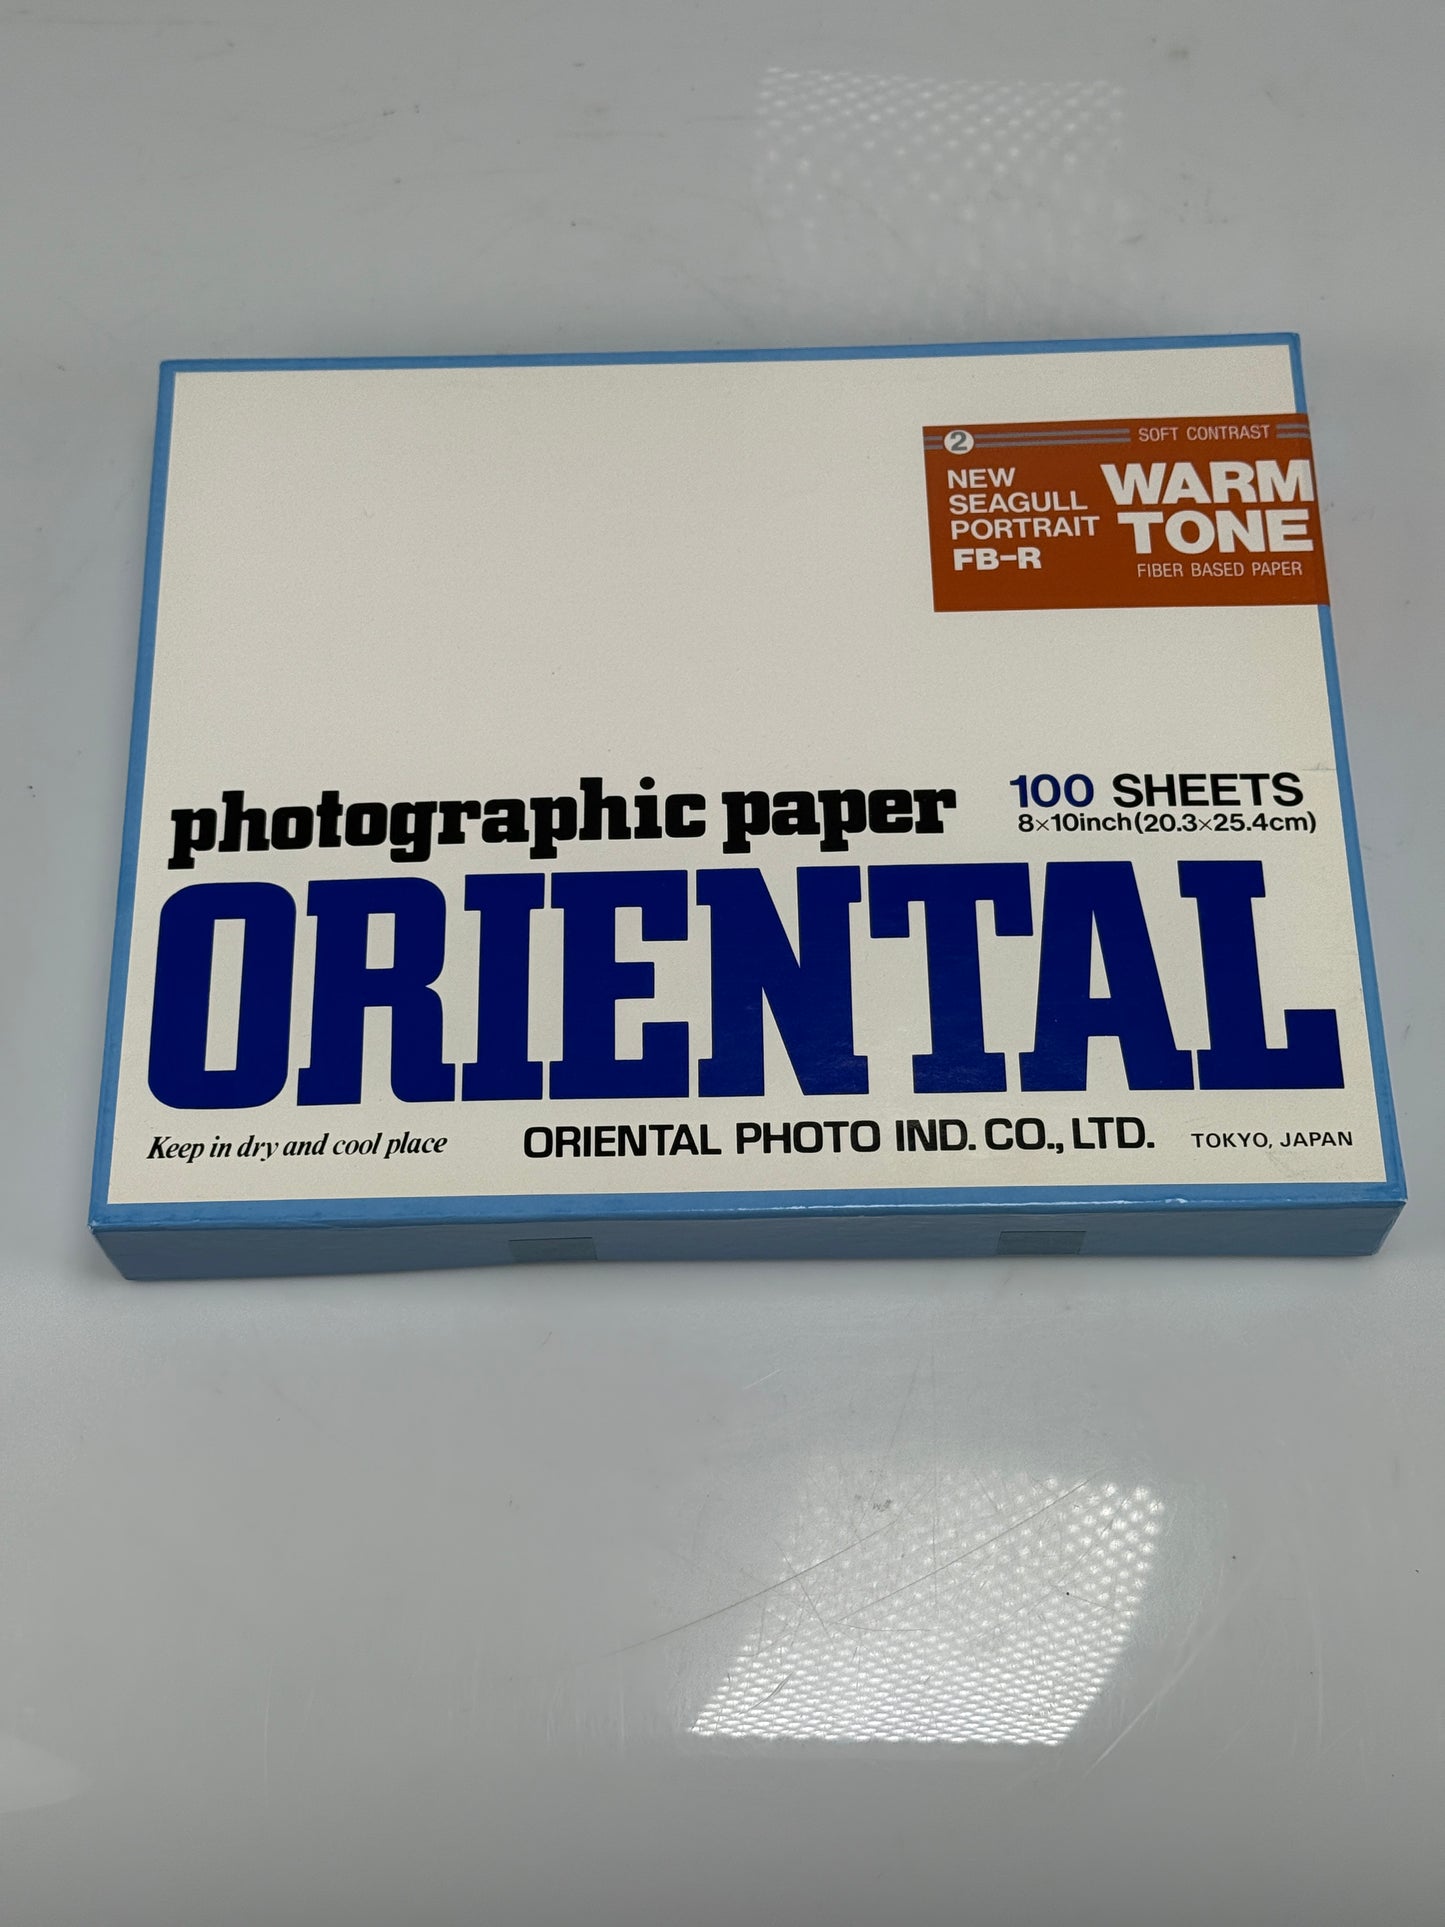 2 SOFT CONTRAST
NEW
SEAGULL
PORTRAIT
FB-R
WARM
TONE
FIBER BASED PAPER
photographic paper
100 SHEETS
8×10inch(20.3×25.4cm)
ORIENTAL
Keep in dry and cool place
ORIENTAL PHOTO IND. CO., LTD.
TOKYO, JAPAN